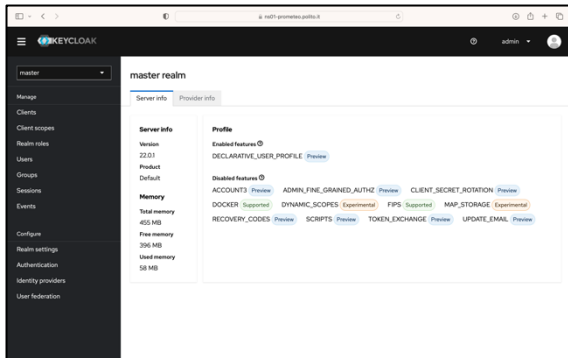 ns01-prometeo.polito.it
KEYCLOAK
admin
master
Manage
Clients
Client scopes
Realm roles
Users
Groups
Sessions
Events
Configure
Realm settings
Authentication
Identity providers
User federation
master realm
Server info Provider info
Server info
Version
22.0.1
Product
Default
Memory
Total memory
455 MB
Free memory
396 MB
Used memory
58 MB
Profile
Enabled features
DECLARATIVE_USER_PROFILE Preview
Disabled features
ACCOUNT3 Preview ADMIN_FINE_GRAINED_AUTHZ Preview CLIENT_SECRET_ROTATION Preview
DOCKER Supported DYNAMIC_SCOPES Experimental FIPS Supported MAP_STORAGE Experimental
RECOVERY_CODES Preview SCRIPTS Preview TOKEN_EXCHANGE Preview UPDATE_EMAIL Preview